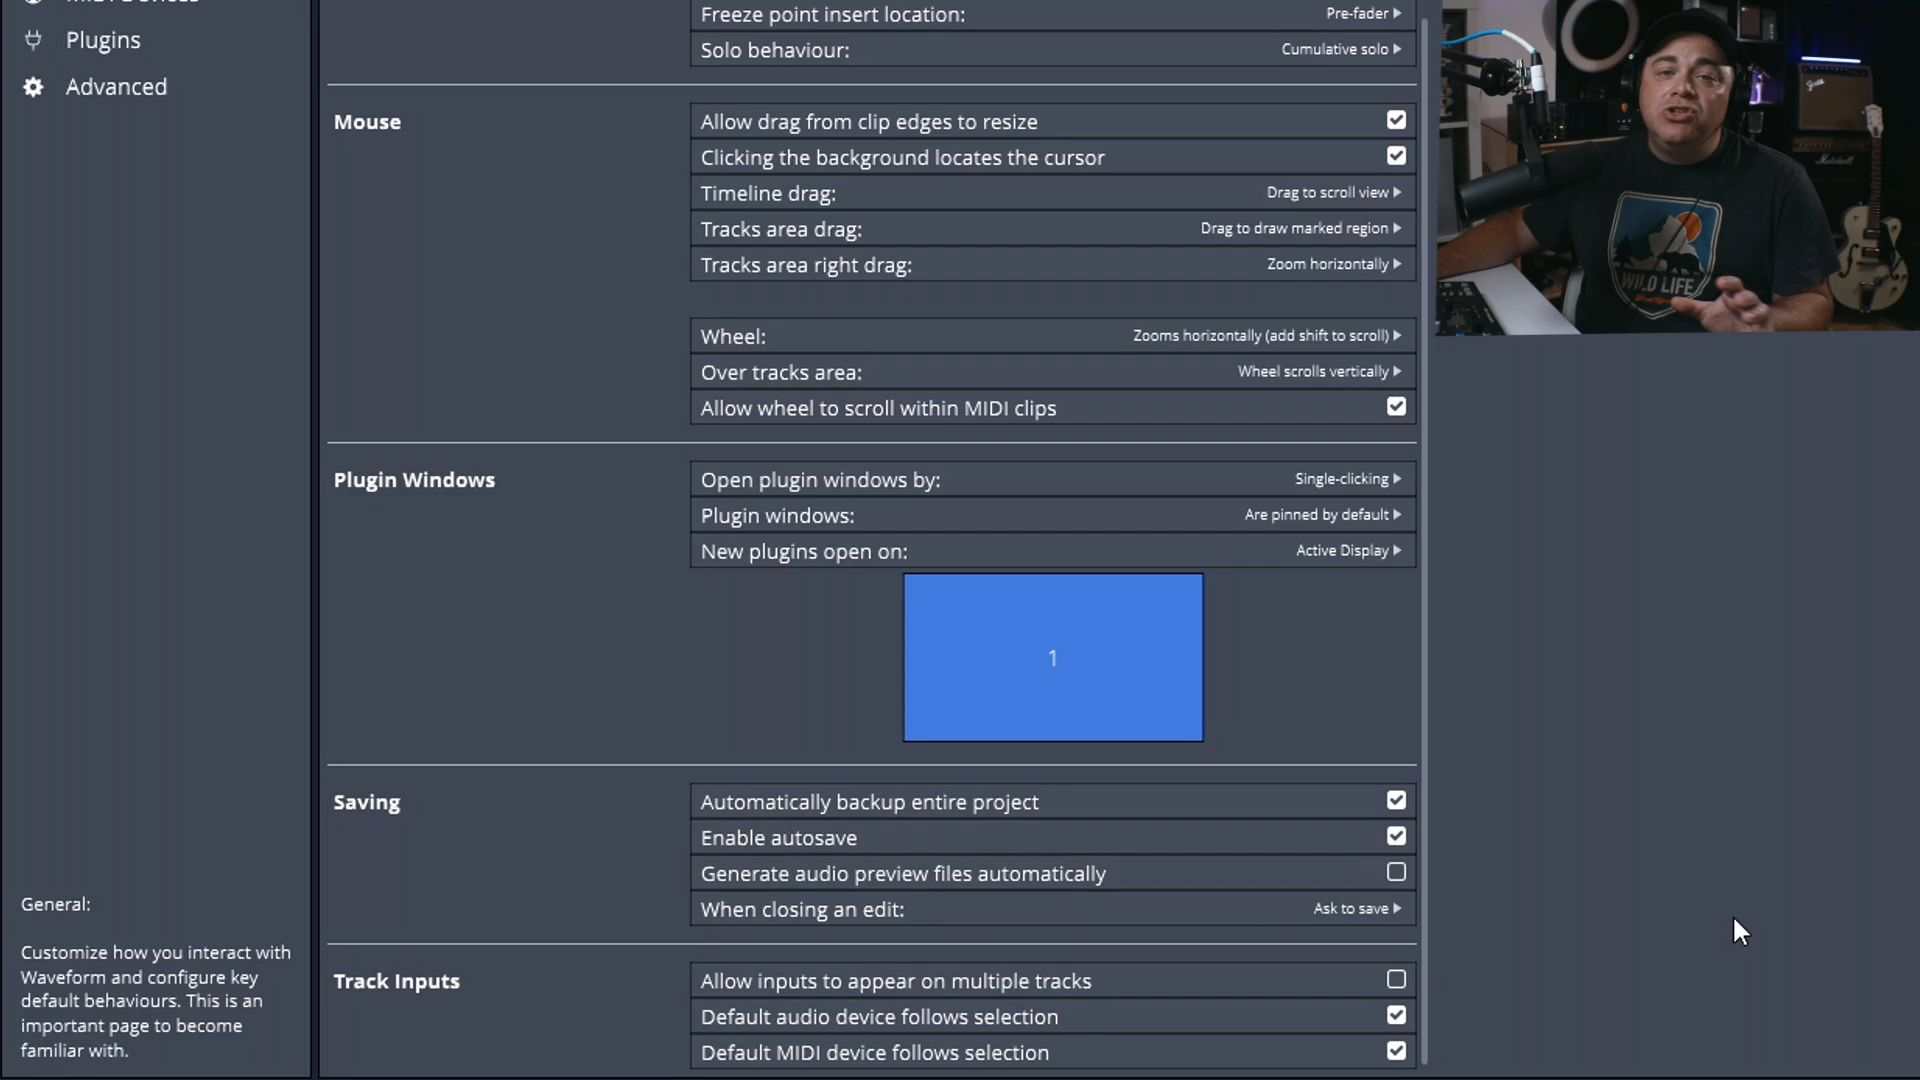 Plugins
Advanced
Freeze point insert location: Pre-fader
Solo behaviour: Cumulative solo
Mouse
Allow drag from clip edges to resize
Clicking the background locates the cursor
Timeline drag: Drag to scroll view
Tracks area drag: Drag to draw marked region
Tracks area right drag: Zoom horizontally
Wheel: Zooms horizontally (add shift to scroll)
Over tracks area: Wheel scrolls vertically
Allow wheel to scroll within MIDI clips
Plugin Windows
Open plugin windows by: Single-clicking
Plugin windows: Are pinned by default
New plugins open on: Active Display
1
Saving
Automatically backup entire project
Enable autosave
Generate audio preview files automatically
When closing an edit: Ask to save
Track Inputs
Allow inputs to appear on multiple tracks
Default audio device follows selection
Default MIDI device follows selection
General:
Customize how you interact with
Waveform and configure key
default behaviours. This is an
important page to become
familiar with.
WILD LIFE
Fender
Marshall